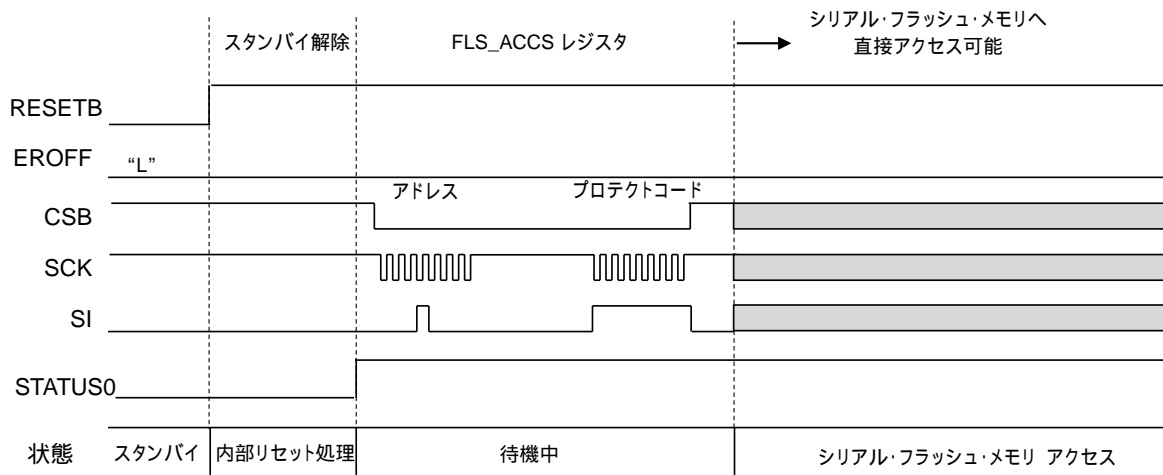 シリアル・フラッシュ・メモリへ
直接アクセス可能
スタンバイ解除
FLS_ACCS レジスタ
RESETB
EROFF
“L”
アドレス
プロテクトコード
CSB
SCK
SI
STATUS0
状態
スタンバイ
内部リセット処理
待機中
シリアル・フラッシュ・メモリ アクセス